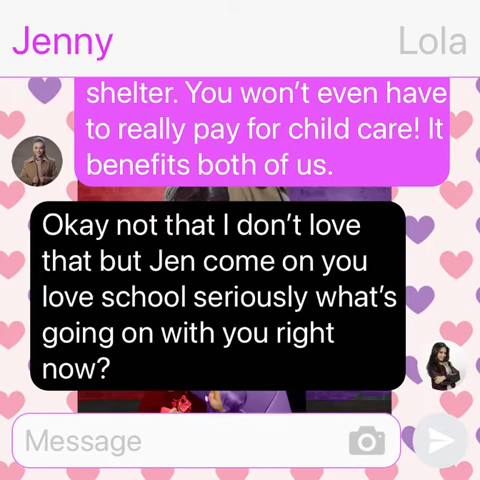 Jenny
Lola
shelter. You won't even have
to really pay for child care! It
benefits both of us.
Okay not that I don't love
that but Jen come on you
love school seriously what's
going on with you right
now?
Message